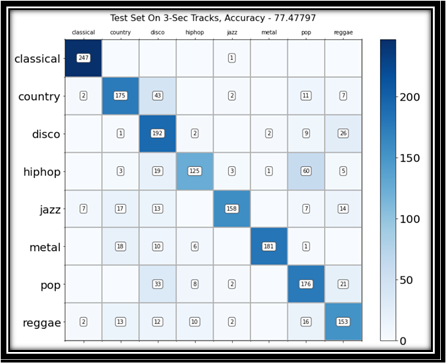 Test Set On 3-Sec Tracks, Accuracy - 77.47797
classical country disco hiphop jazz metal pop reggae
classical 247 1
country 2 175 43 2 11 7
disco 1 192 2 2 9 26
200
hiphop 3 19 125 3 1 60 5
150
jazz 7 17 13 158 7 14
100
metal 18 10 6 181 1
pop 33 8 2 176 21
50
reggae 2 13 12 10 2 16 153
0